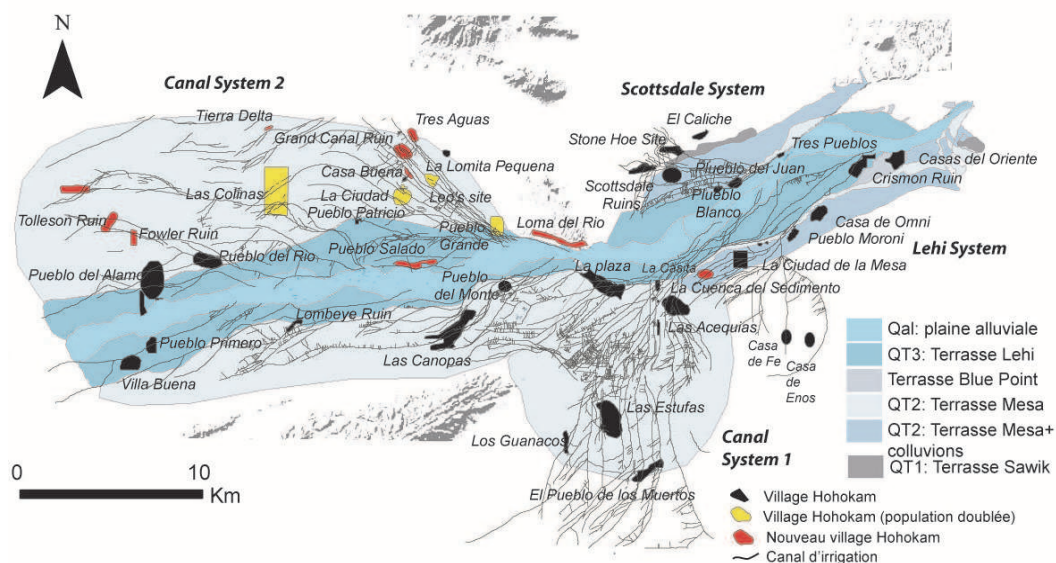 N
Canal System 2
Scottsdale System
Tierra Delta
Tres Aguas
Grand Canal Ruin
La Lomita Pequena
Casa Buena
Las Colinas
La Ciudad
Leo's site
Pueblo Patricio
Pueblo
Grande
Loma del Rio
Tolleson Ruin
Fowler Ruin
Pueblo Salado
Pueblo del Rio
Pueblo del Alamo
Pueblo
del Monte
Lombeye Ruin
Pueblo Primero
Las Canopas
Villa Buena
El Caliche
Stone Hoe Site
Tres Pueblos
Plueblo del Juan
Casas del Oriente
Crismon Ruin
Scottsdale
Ruins
Plueblo
Blanco
Casa de Omni
Pueblo Moroni
Lehi System
La plaza
La Casita
La Ciudad de la Mesa
La Cuenca del Sedimento
Las Acequias
Casa
de Fe
Casa
de
Enos
Las Estufas
Los Guanacos
Canal
System 1
El Pueblo de los Muertos
0
10
Km
Qal: plaine alluviale
QT3: Terrasse Lehi
Terrasse Blue Point
QT2: Terrasse Mesa
QT2: Terrasse Mesa+
colluvions
QT1: Terrasse Sawik
Village Hohokam
Village Hohokam (population doublée)
Nouveau village Hohokam
Canal d'irrigation